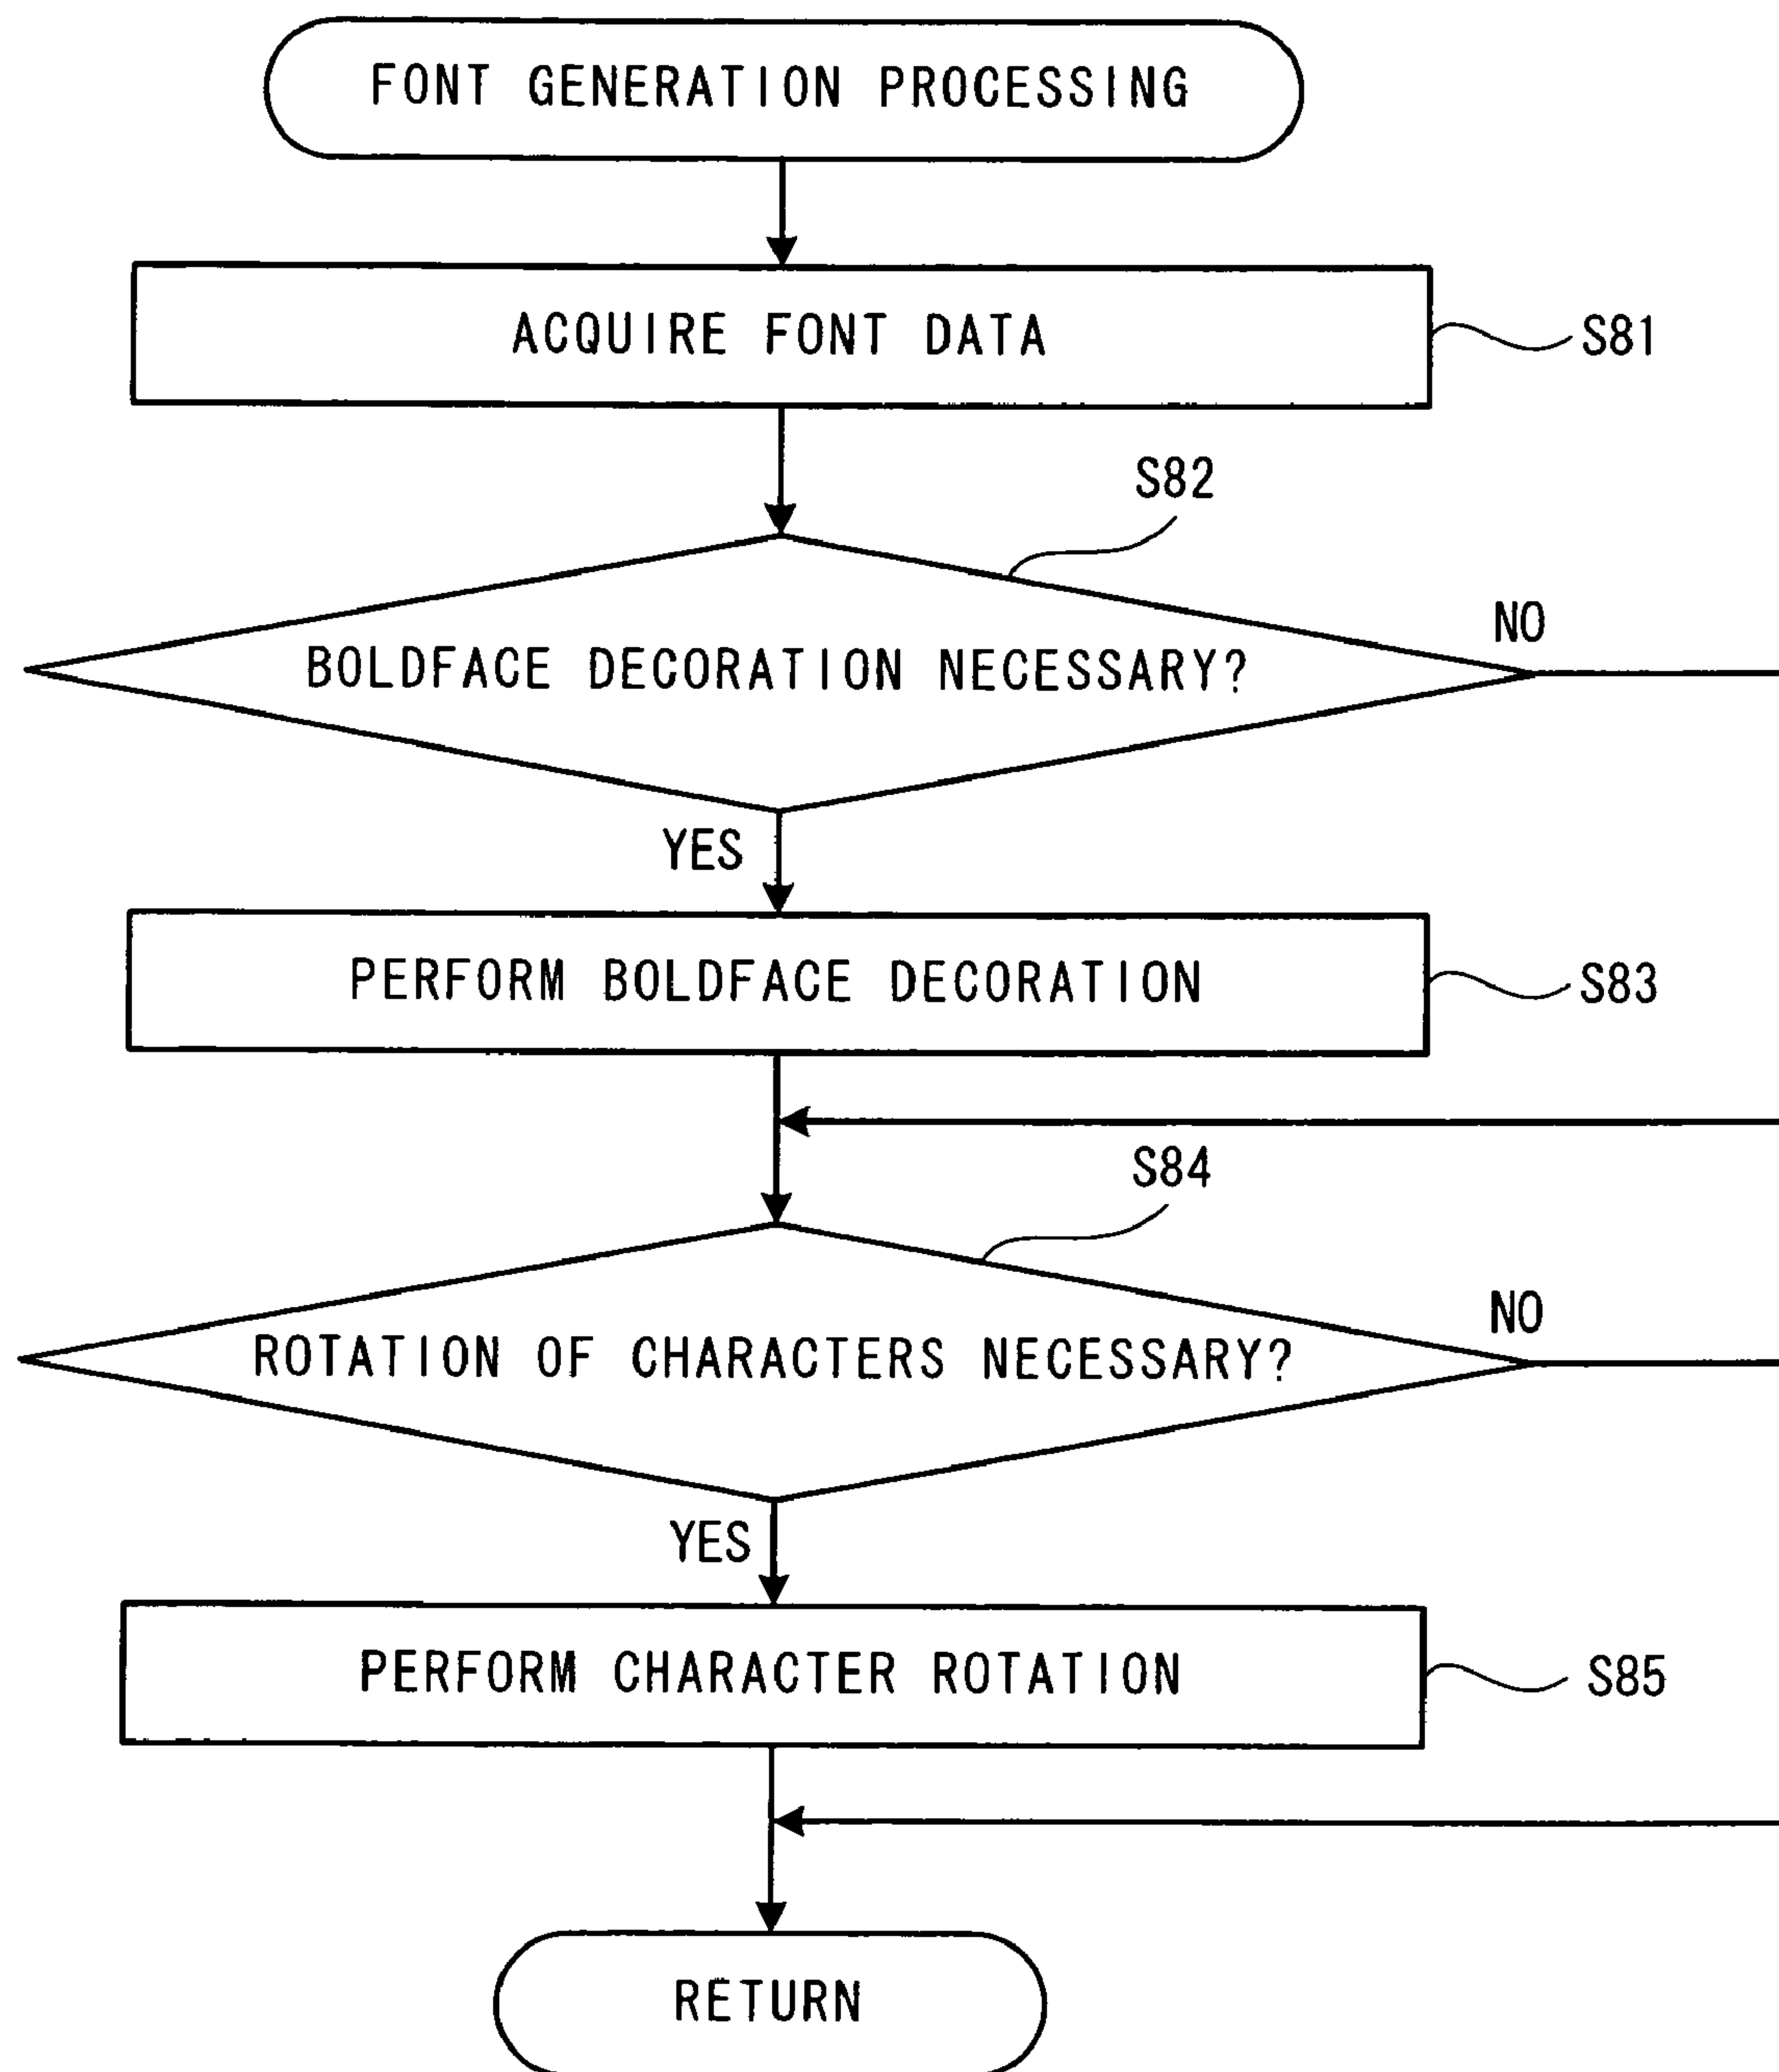 FONT GENERATION PROCESSING
ACQUIRE FONT DATA
S81
S82
BOLDFACE DECORATION NECESSARY?
NO
YES
PERFORM BOLDFACE DECORATION
S83
S84
ROTATION OF CHARACTERS NECESSARY?
NO
YES
PERFORM CHARACTER ROTATION
S85
RETURN